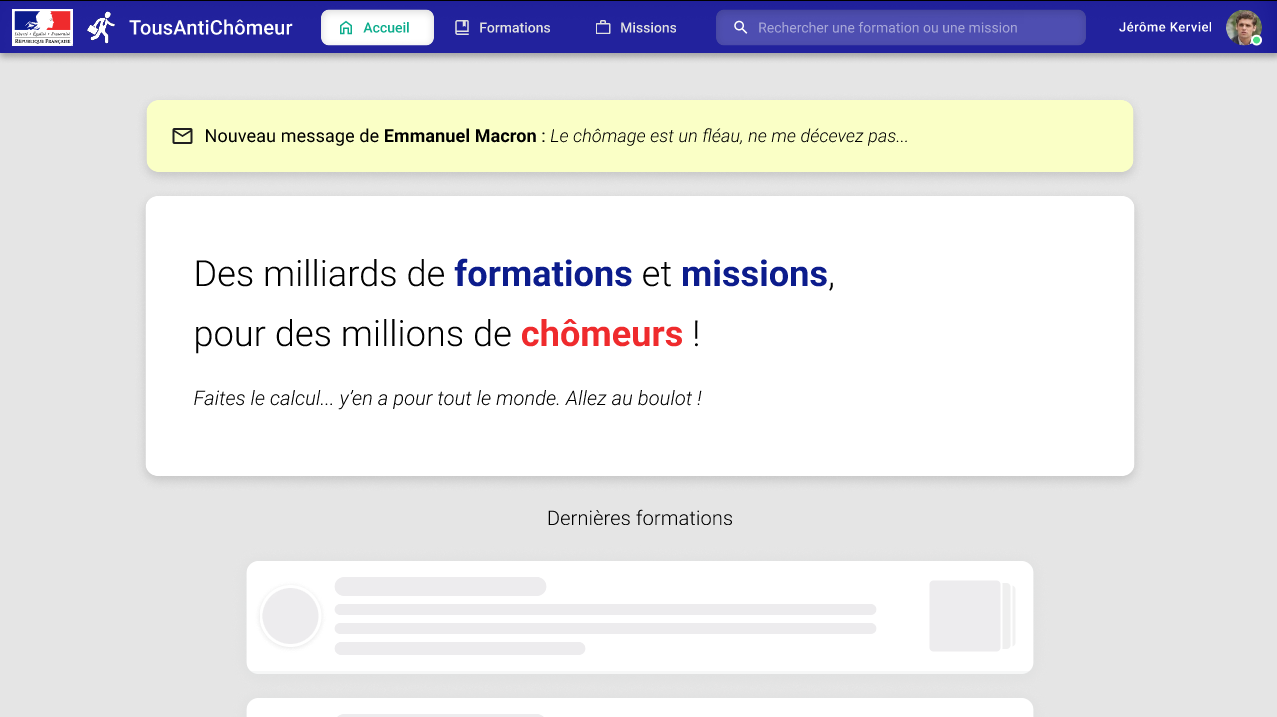 Liberté • Égalité • Fraternité
RÉPUBLIQUE FRANÇAISE
TousAntiChômeur
Accueil
Formations
Missions
Rechercher une formation ou une mission
Jérôme Kerviel
Nouveau message de Emmanuel Macron : Le chômage est un fléau, ne me décevez pas...
Des milliards de formations et missions,
pour des millions de chômeurs !
Faites le calcul... y'en a pour tout le monde. Allez au boulot !
Dernières formations